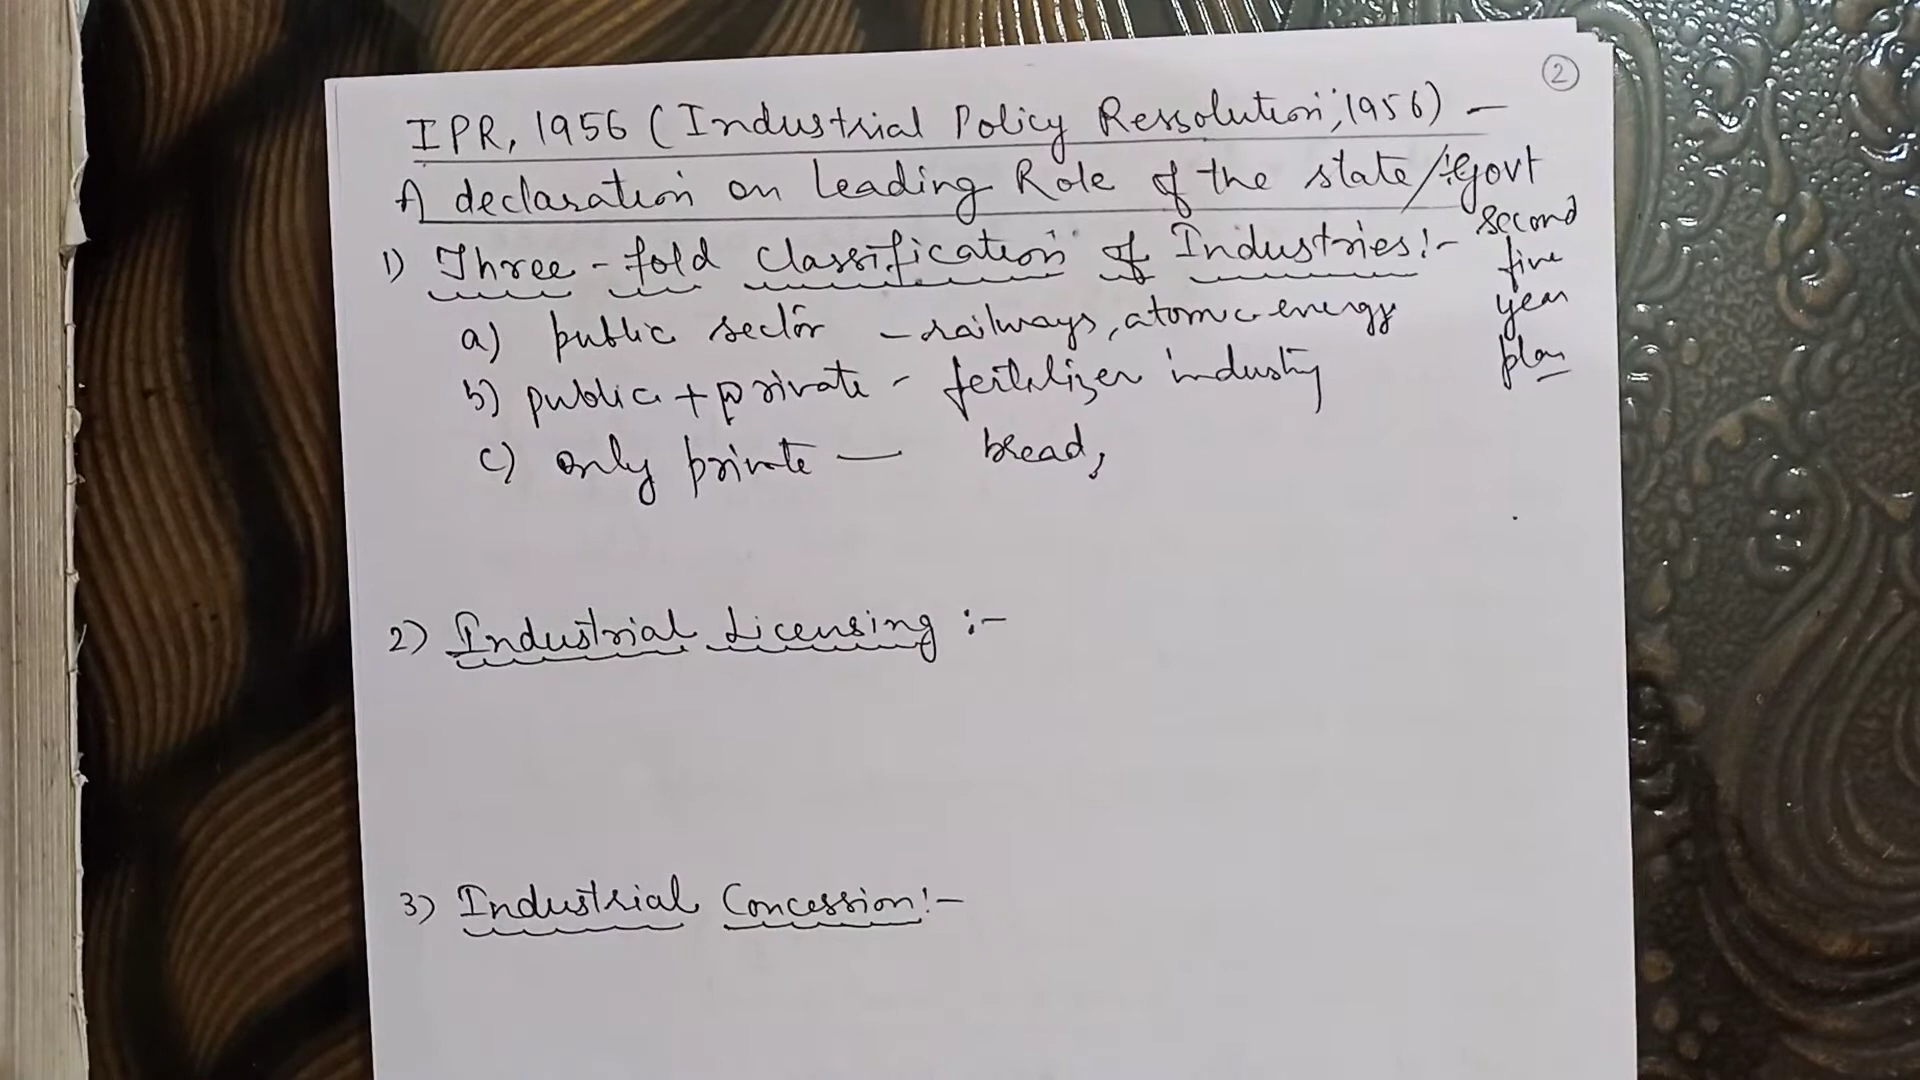 2
IPR, 1956 (Industrial Policy Ressolution, 1956) —
A declaration on Leading Role of the state/Govt
1) Three-fold Classification of Industries:-
second
five
year
plan
a) public sector - railways, atomic energy
b) public + private - fertilizer industry
c) only private — bread,
2) Industrial Licensing :-
3) Industrial Concession:-